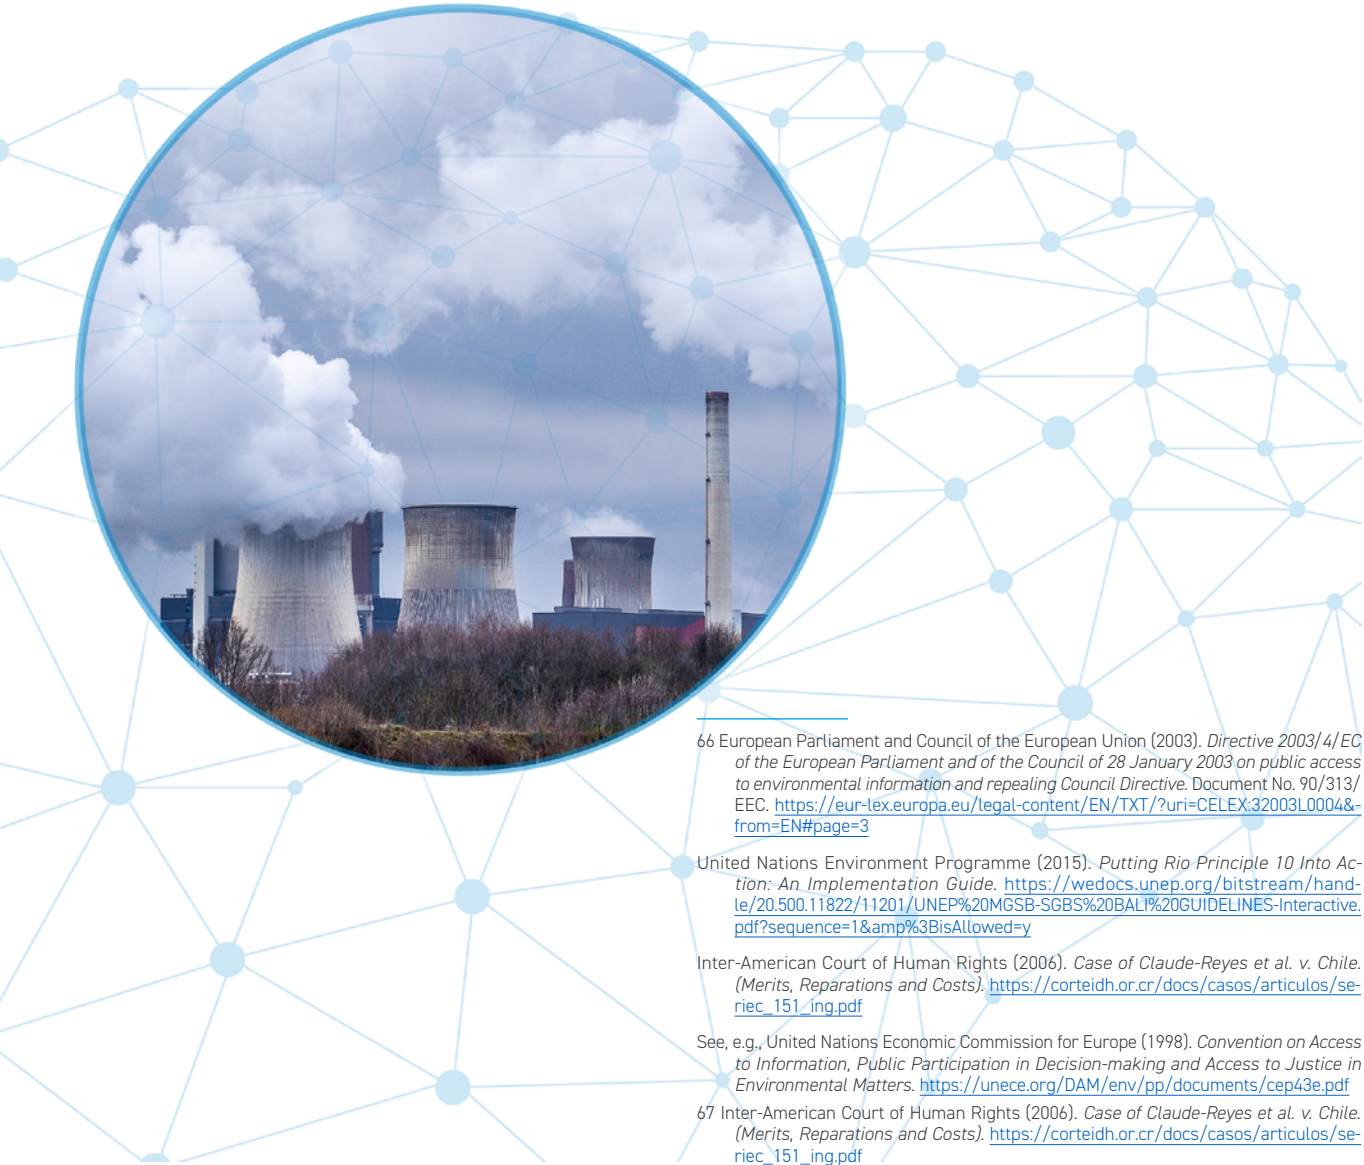 66 European Parliament and Council of the European Union (2003). Directive 2003/4/EC
of the European Parliament and of the Council of 28 January 2003 on public access
to environmental information and repealing Council Directive. Document No. 90/313/
EEC. https://eur-lex.europa.eu/legal-content/EN/TXT/?uri=CELEX:32003L0004&-
from=EN#page=3
United Nations Environment Programme (2015). Putting Rio Principle 10 Into Ac-
tion: An Implementation Guide. https://wedocs.unep.org/bitstream/hand-
le/20.500.11822/11201/UNEP%20MGSB-SGBS%20BALI%20GUIDELINES-Interactive.
pdf?sequence=1&amp%3BisAllowed=y
Inter-American Court of Human Rights (2006). Case of Claude-Reyes et al. v. Chile.
(Merits, Reparations and Costs). https://corteidh.or.cr/docs/casos/articulos/se-
riec_151_ing.pdf
See, e.g., United Nations Economic Commission for Europe (1998). Convention on Access
to Information, Public Participation in Decision-making and Access to Justice in
Environmental Matters. https://unece.org/DAM/env/pp/documents/cep43e.pdf
67 Inter-American Court of Human Rights (2006). Case of Claude-Reyes et al. v. Chile.
(Merits, Reparations and Costs). https://corteidh.or.cr/docs/casos/articulos/se-
riec_151_ing.pdf